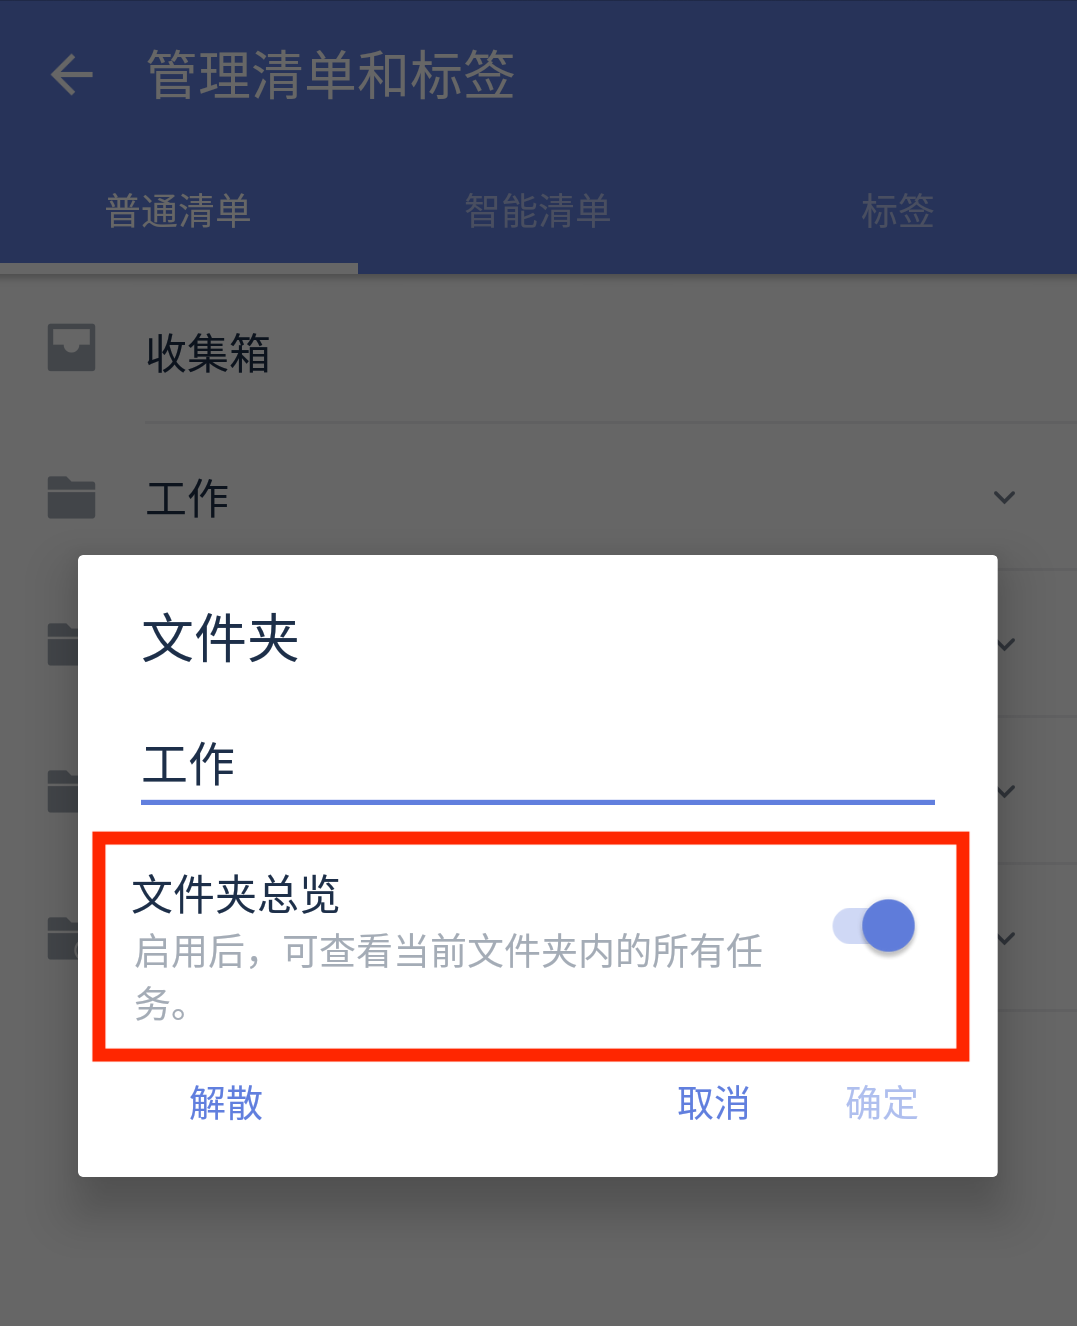 管理清单和标签
普通清单 智能清单 标签
收集箱
工作
文件夹
工作
文件夹总览
启用后，可查看当前文件夹内的所有任
务。
解散 取消 确定